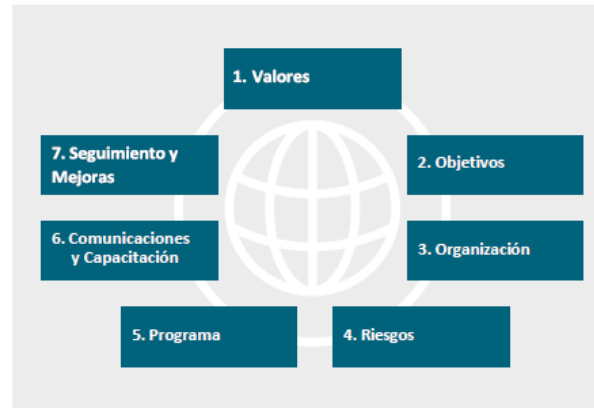 1. Valores
2. Objetivos
3. Organización
4. Riesgos
5. Programa
6. Comunicaciones
y Capacitación
7. Seguimiento y
Mejoras